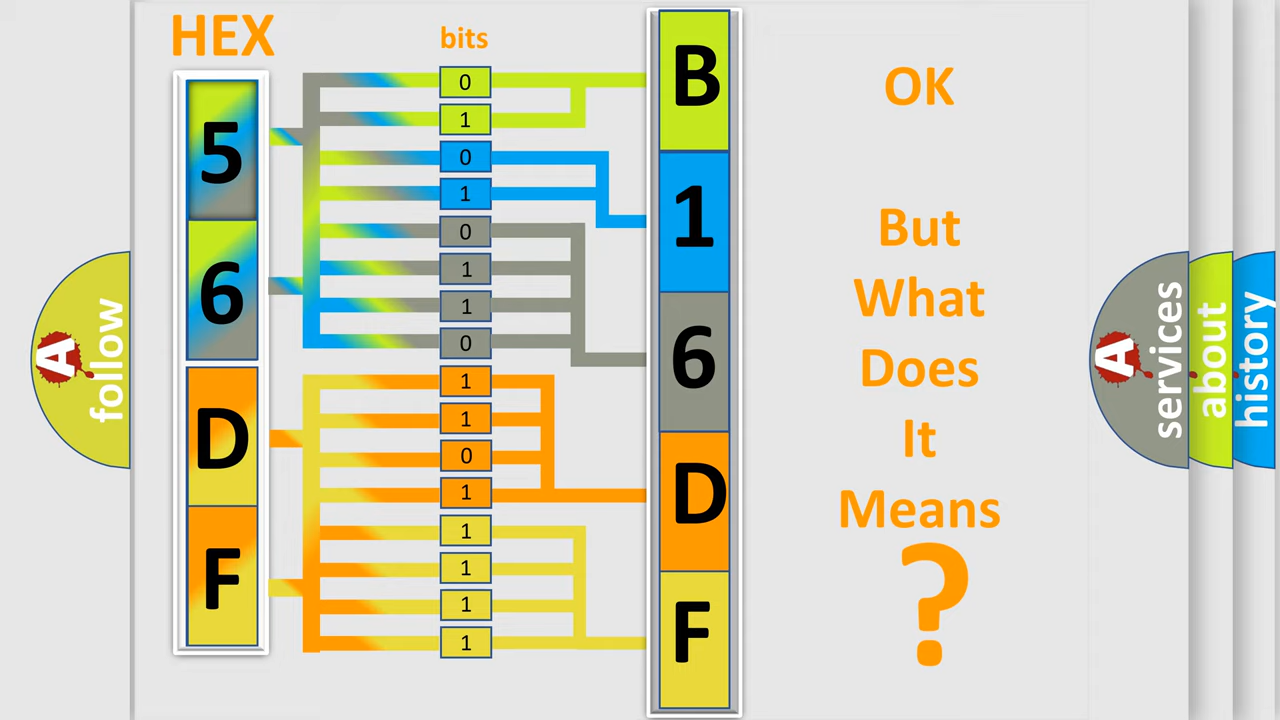 HEX
bits
5
6
D
F
0
1
0
1
0
1
1
0
1
1
0
1
1
1
1
1
B
1
6
D
F
OK
But
What
Does
It
Means
?
A
follow
A
services
about
history